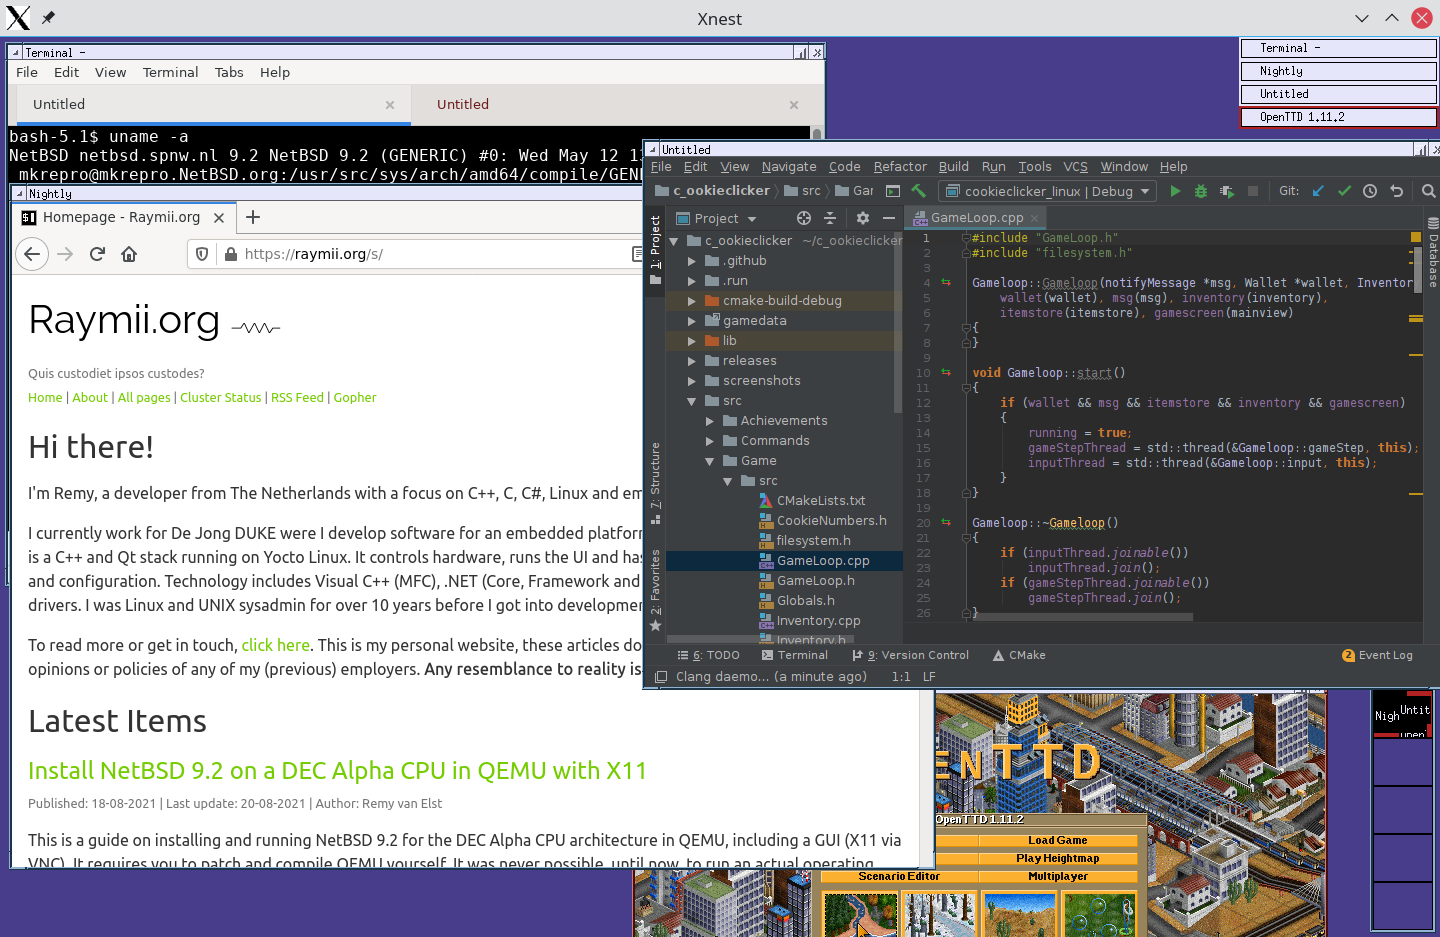 Xnest
Terminal -
File Edit View Terminal Tabs Help
Untitled
Untitled
bash-5.1$ uname -a
NetBSD netbsd.spnw.nl 9.2 NetBSD 9.2 (GENERIC) #0: Wed May 12 13
mkrepro@mkrepro.NetBSD.org:/usr/src/sys/arch/amd64/compile/GENE
Nightly
Homepage - Raymii.org
https://raymii.org/s/
Raymii.org
Quis custodiet ipsos custodes?
Home | About | All pages | Cluster Status | RSS Feed | Gopher
Hi there!
I'm Remy, a developer from The Netherlands with a focus on C++, C, C#, Linux and em
I currently work for De Jong DUKE were I develop software for an embedded platform
is a C++ and Qt stack running on Yocto Linux. It controls hardware, runs the UI and has
and configuration. Technology includes Visual C++ (MFC), .NET (Core, Framework and
drivers. I was Linux and UNIX sysadmin for over 10 years before I got into developmen
To read more or get in touch, click here. This is my personal website, these articles do
opinions or policies of any of my (previous) employers. Any resemblance to reality is
Latest Items
Install NetBSD 9.2 on a DEC Alpha CPU in QEMU with X11
Published: 18-08-2021 | Last update: 20-08-2021 | Author: Remy van Elst
This is a guide on installing and running NetBSD 9.2 for the DEC Alpha CPU architecture in QEMU, including a GUI (X11 via
VNC). It requires you to patch and compile QEMU yourself. It was never possible, until now, to run an actual operating
Terminal -
Nightly
Untitled
OpenTTD 1.11.2
Untitled
File Edit View Navigate Code Refactor Build Run Tools VCS Window Help
c_ookieclicker src Gar cookieclicker_linux | Debug Git:
1: Project
7: Structure
2: Favorites
Project
c_ookieclicker ~/c_ookieclicker
.github
.run
cmake-build-debug
gamedata
lib
releases
screenshots
src
Achievements
Commands
Game
src
CMakeLists.txt
CookieNumbers.h
filesystem.h
GameLoop.cpp
GameLoop.h
Globals.h
Inventory.cpp
Inventory.h
GameLoop.cpp
Database
1 #include "GameLoop.h"
2 #include "filesystem.h"
3
4 Gameloop::Gameloop(notifyMessage *msg, Wallet *wallet, Inventor
5 wallet(wallet), msg(msg), inventory(inventory),
6 itemstore(itemstore), gamescreen(mainview)
7 {
8 }
9
10 void Gameloop::start()
11 {
12 if (wallet && msg && itemstore && inventory && gamescreen)
13 {
14 running = true;
15 gameStepThread = std::thread(&Gameloop::gameStep, this);
16 inputThread = std::thread(&Gameloop::input, this);
17 }
18 }
19
20 Gameloop::~Gameloop()
21 {
22 if (inputThread.joinable())
23 inputThread.join();
24 if (gameStepThread.joinable())
25 gameStepThread.join();
26 }
6: TODO Terminal 9: Version Control CMake 2 Event Log
Clang daemo... (a minute ago) 1:1 LF
ENTTD
OpenTTD 1.11.2
Load Game
Play Heightmap
Scenario Editor Multiplayer
Nigh
Untit
openT